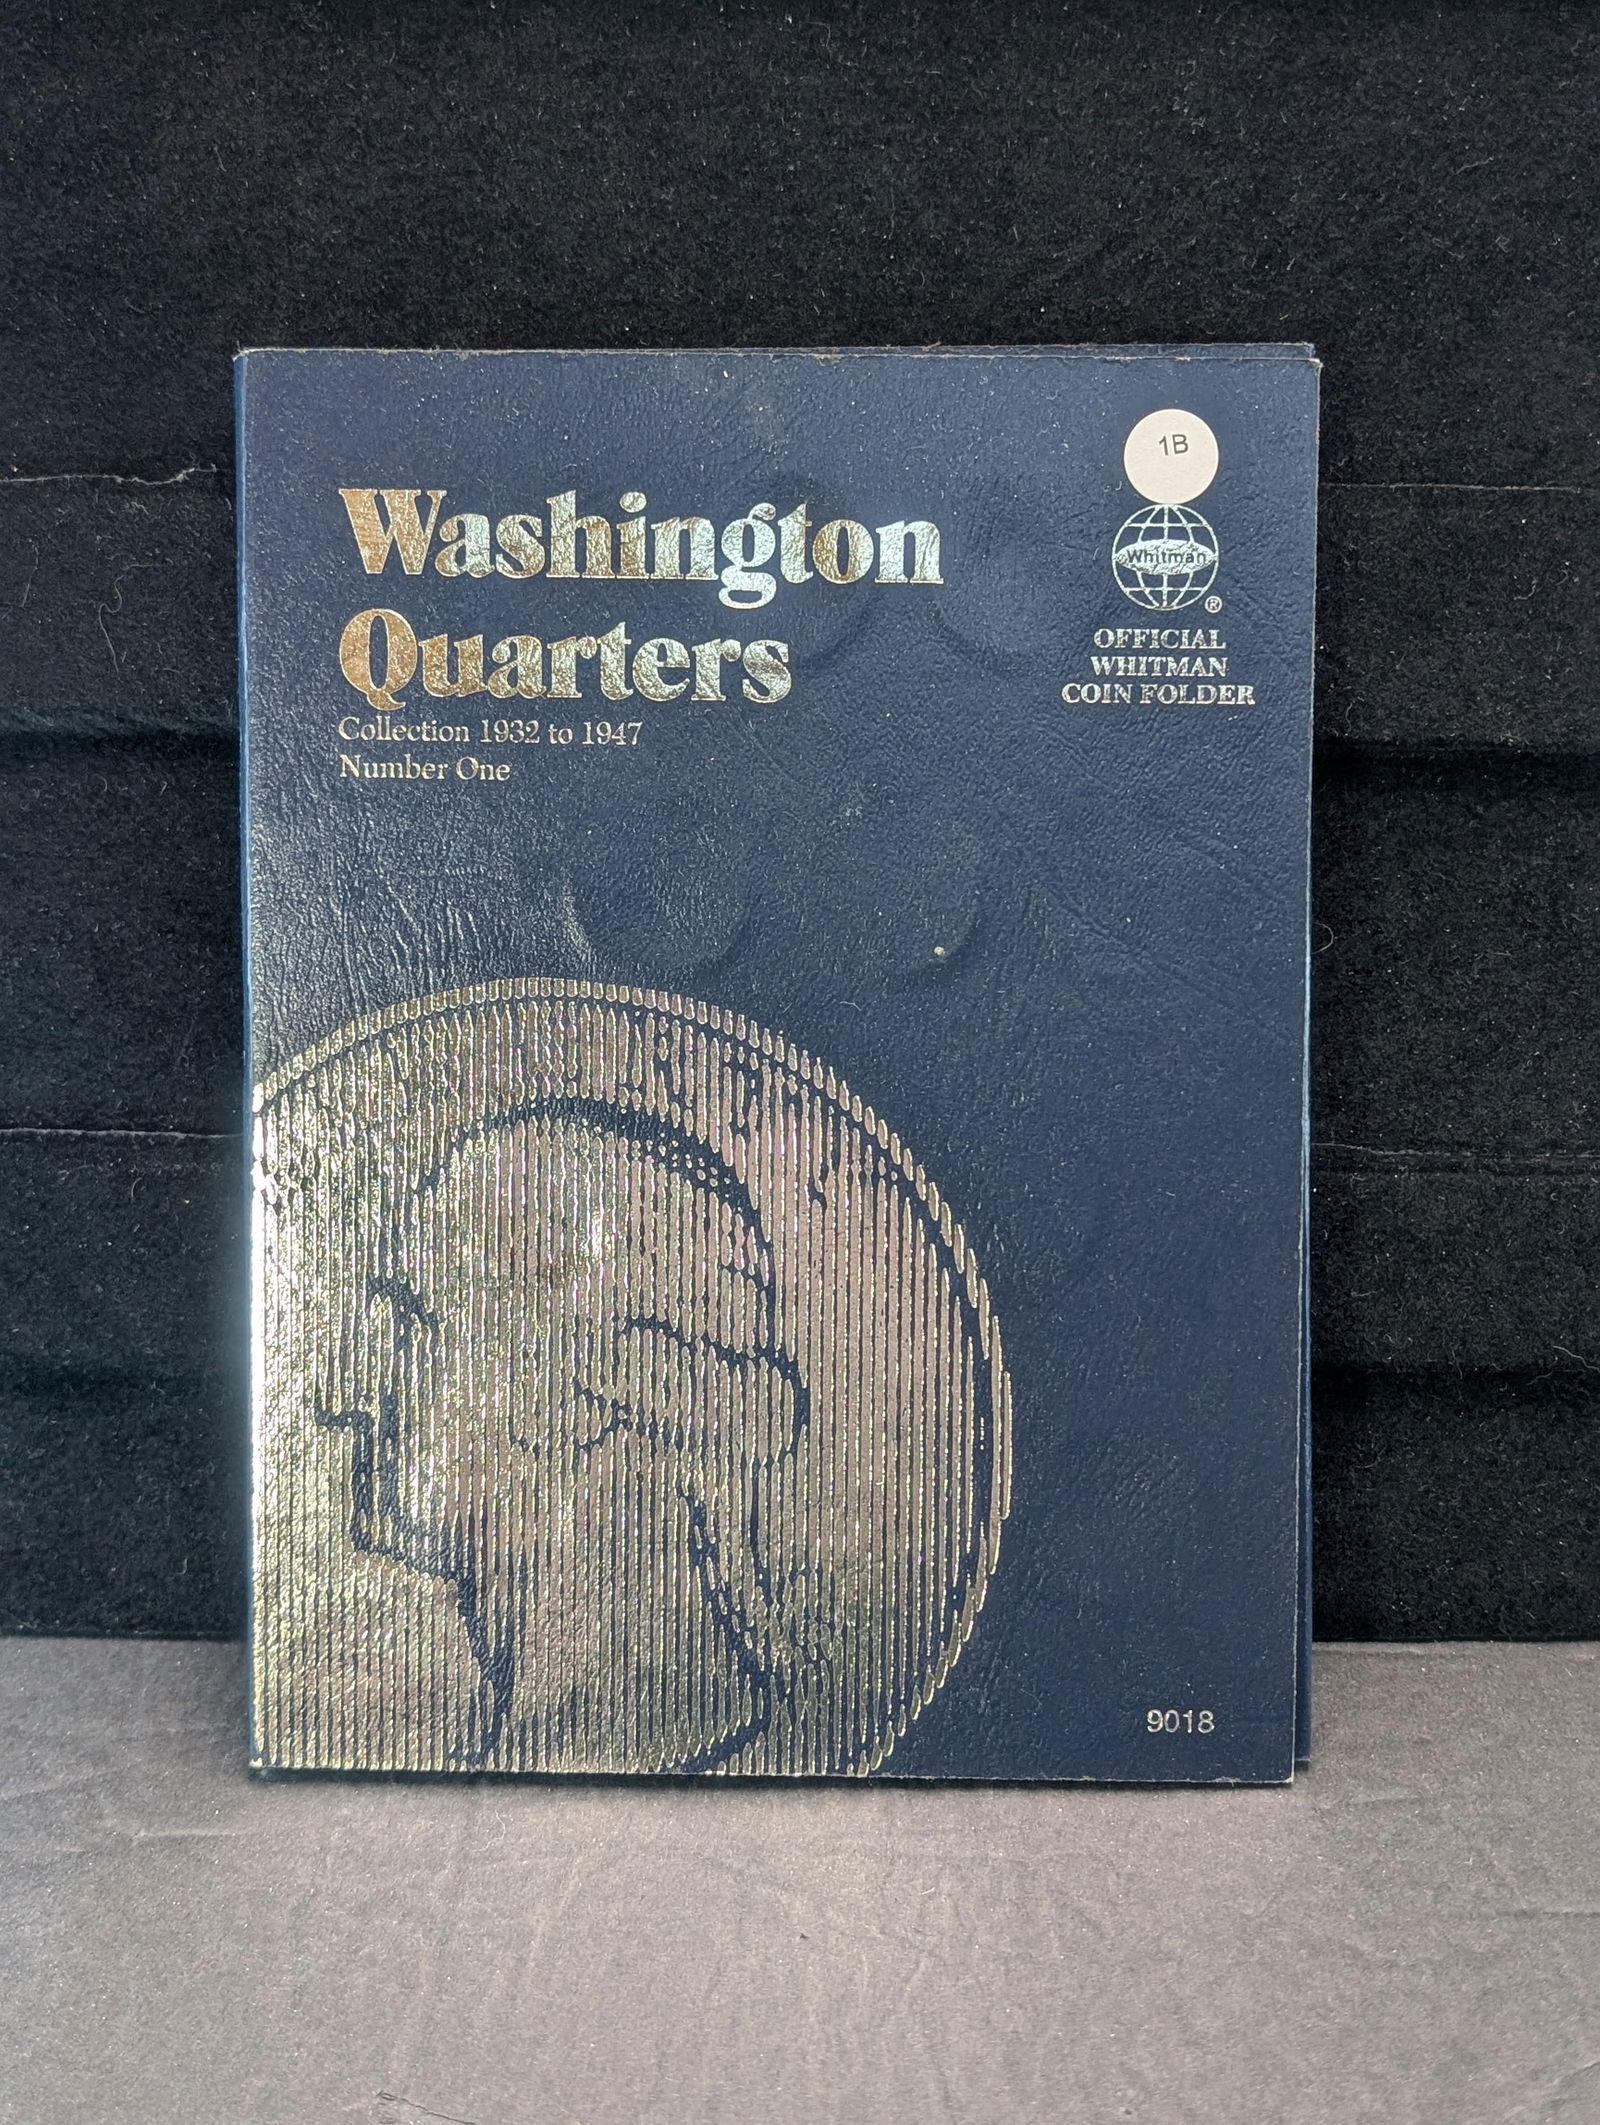 1B
Washington
Quarters
Collection 1932 to 1947
Number One
Whitman
®
OFFICIAL
WHITMAN
COIN FOLDER
9018